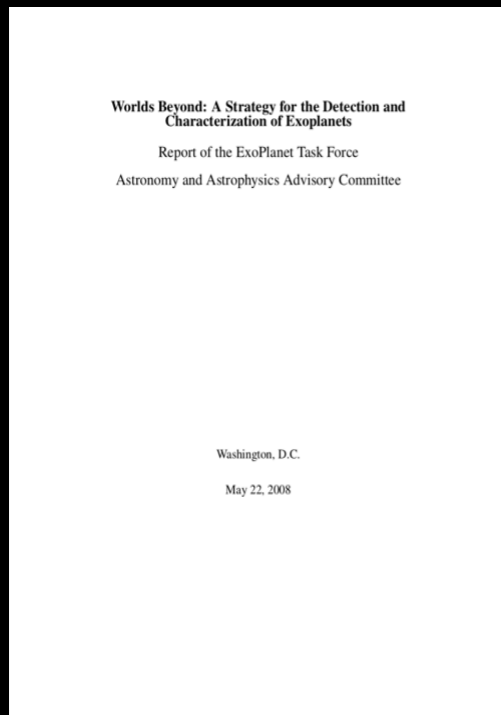 Worlds Beyond: A Strategy for the Detection and
Characterization of Exoplanets
Report of the ExoPlanet Task Force
Astronomy and Astrophysics Advisory Committee
Washington, D.C.
May 22, 2008